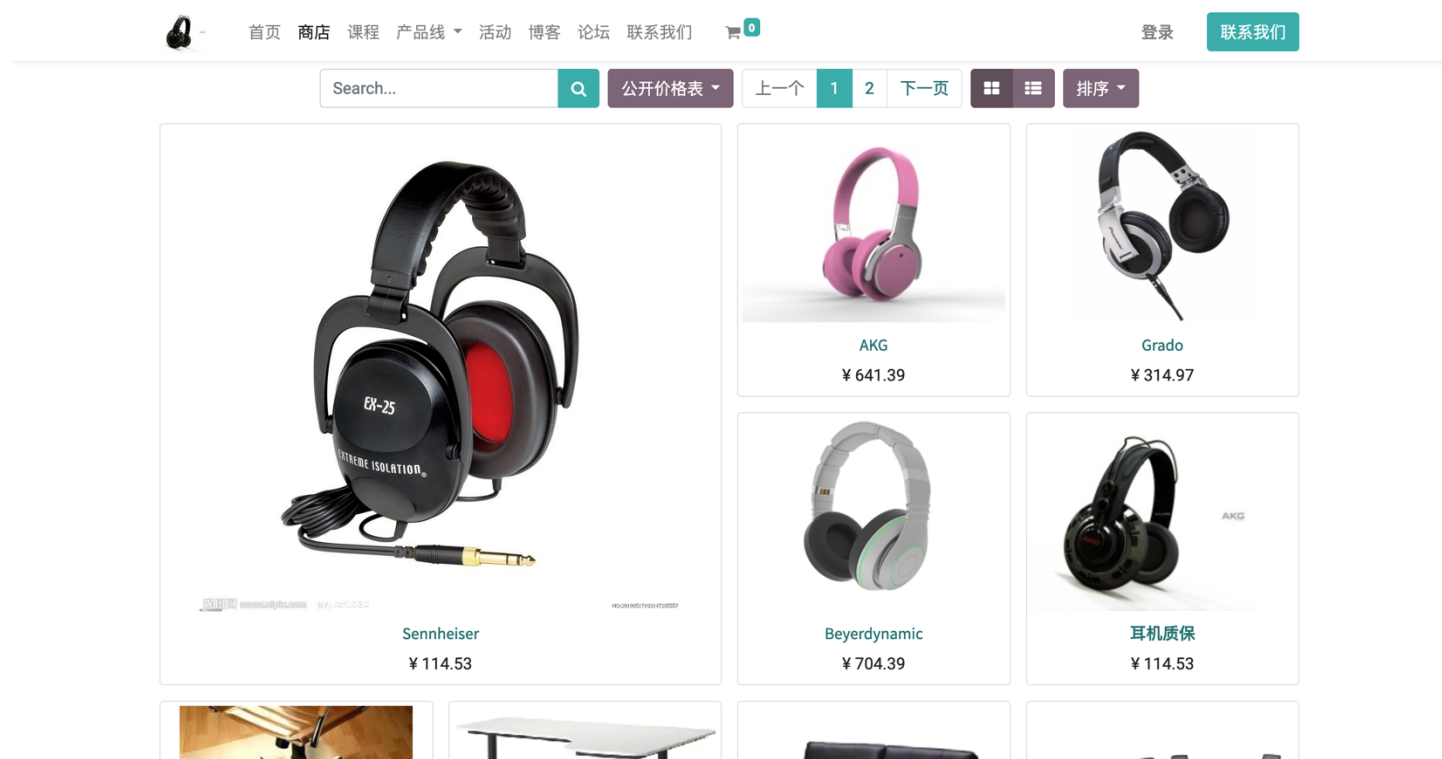 首页 商店 课程 产品线 活动 博客 论坛 联系我们 0 登录 联系我们
Search... 公开价格表 上一个 1 2 下一页 排序
EX-25
EXTREME ISOLATION®
www.nipic.com
Sennheiser
¥ 114.53
AKG
¥ 641.39
Grado
¥ 314.97
Beyerdynamic
¥ 704.39
AKG
耳机质保
¥ 114.53